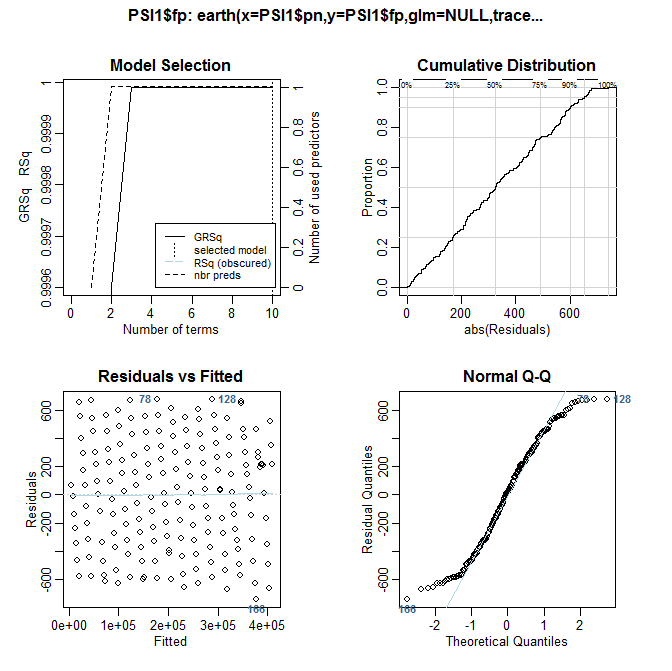 PSI1$fp: earth(x=PSI1$pn,y=PSI1$fp,glm=NULL,trace...
Model Selection
GRSq RSq
0.9996 0.9997 0.9998 0.9999 1
Number of used predictors
0 0.2 0.4 0.6 0.8 1
GRSq
selected model
RSq (obscured)
nbr preds
0 2 4 6 8 10
Number of terms
Cumulative Distribution
0% 25% 50% 75% 90% 100%
Proportion
0.0 0.2 0.4 0.6 0.8 1.0
0 200 400 600
abs(Residuals)
Residuals vs Fitted
78 128
Residuals
-600 -200 0 200 600
0e+00 1e+05 2e+05 3e+05 4e+05
Fitted
Normal Q-Q
128
Residual Quantiles
-600 -200 0 200 600
-2 -1 0 1 2
Theoretical Quantiles